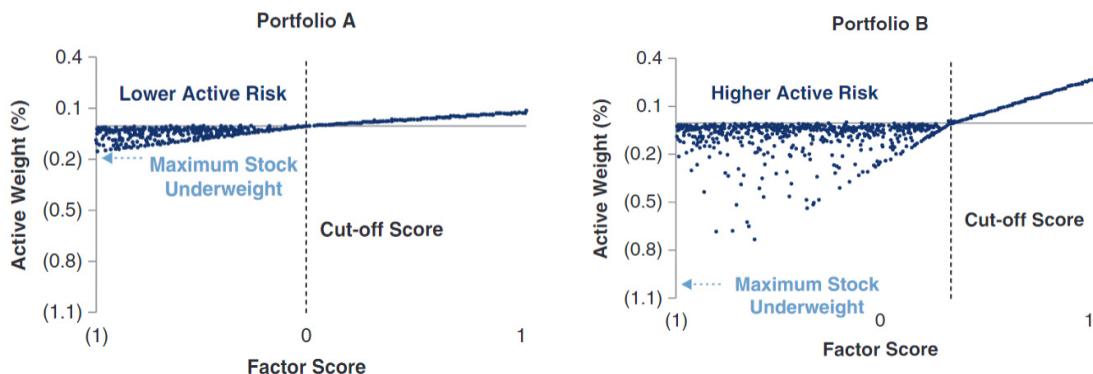 Portfolio A
Active Weight (%)
0.4
0.1
(0.2)
(0.5)
(0.8)
(1.1)
Lower Active Risk
Maximum Stock
Underweight
Cut-off Score
(1)
0
1
Factor Score
Portfolio B
Active Weight (%)
0.4
0.1
(0.2)
(0.5)
(0.8)
(1.1)
Higher Active Risk
Cut-off Score
Maximum Stock
Underweight
(1)
0
1
Factor Score